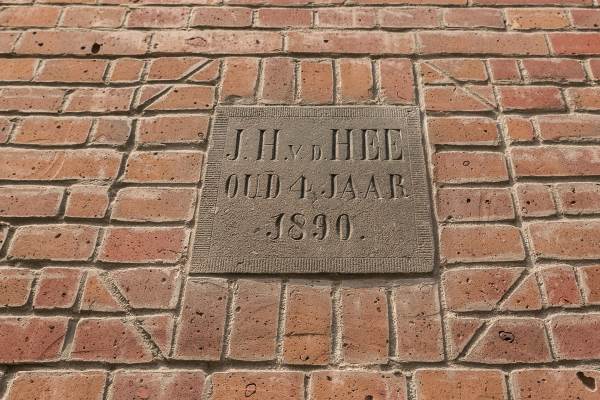 J. H. V. D. HEE
OUD 4. JAAR
1890.